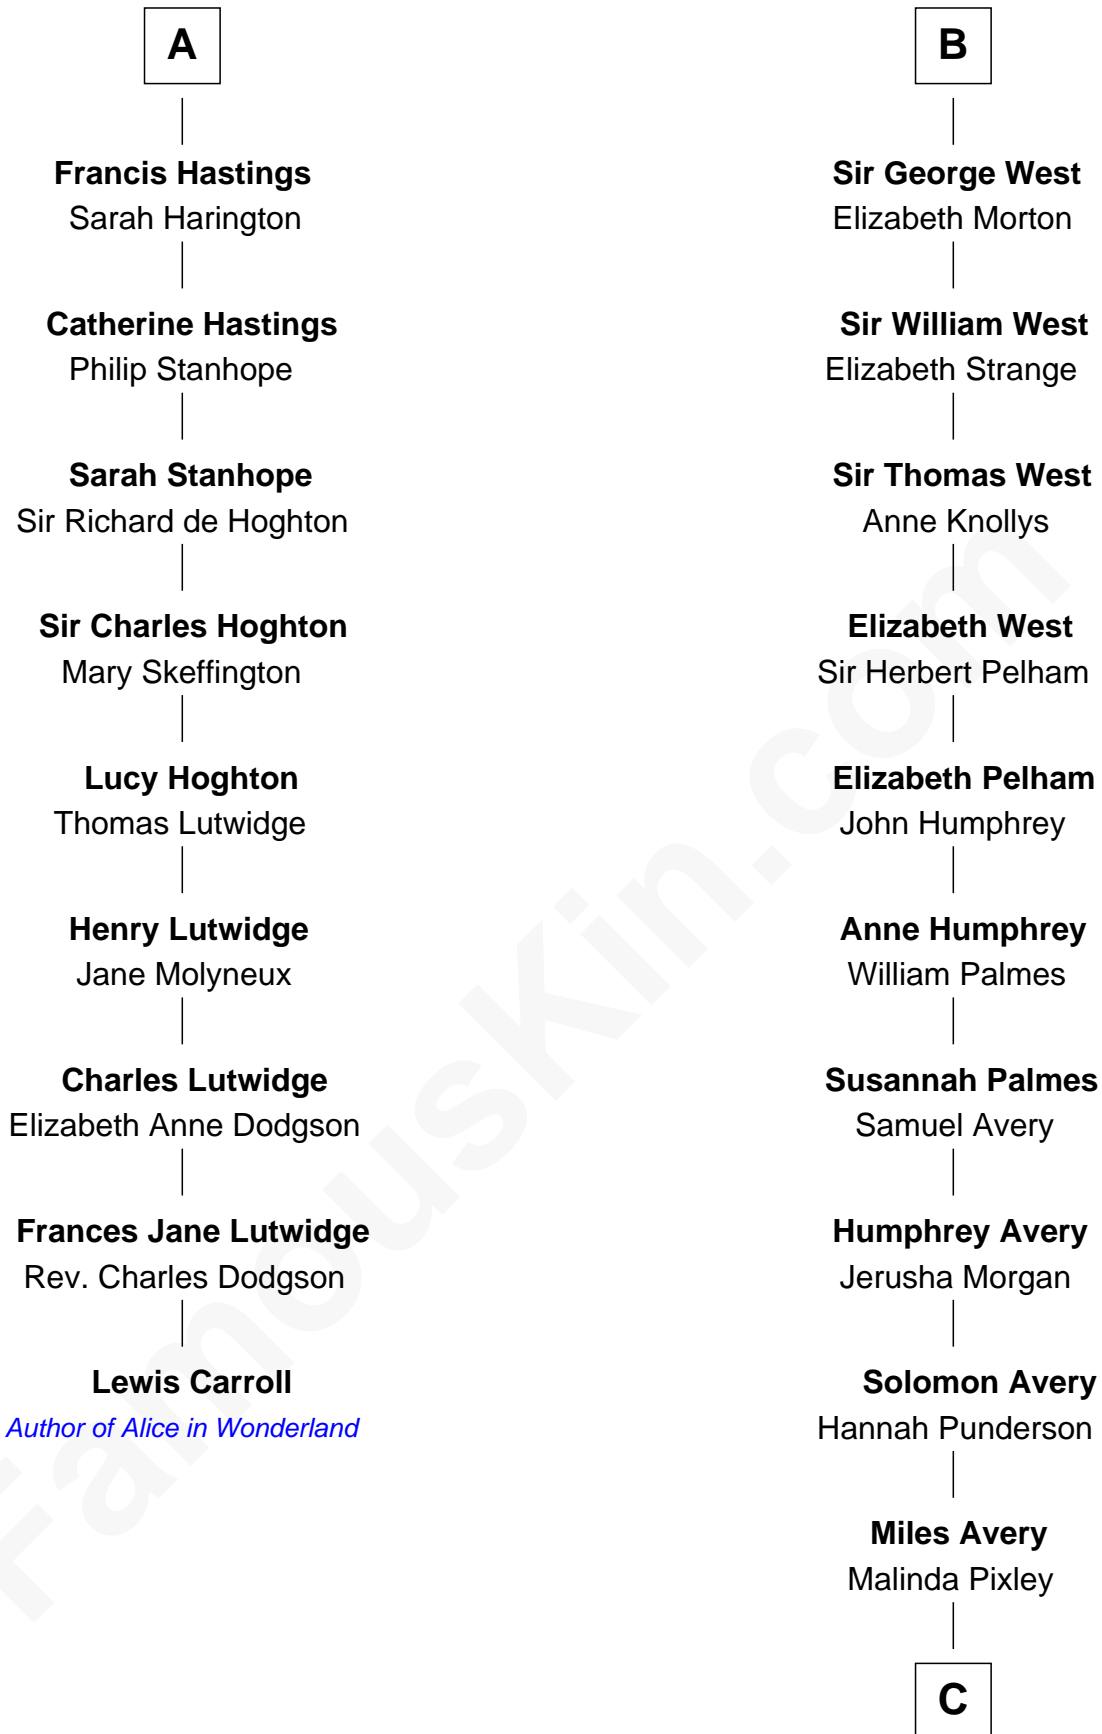 A
Francis Hastings
Sarah Harington
Catherine Hastings
Philip Stanhope
Sarah Stanhope
Sir Richard de Hoghton
Sir Charles Hoghton
Mary Skeffington
Lucy Hoghton
Thomas Lutwidge
Henry Lutwidge
Jane Molyneux
Charles Lutwidge
Elizabeth Anne Dodgson
Frances Jane Lutwidge
Rev. Charles Dodgson
Lewis Carroll
Author of Alice in Wonderland
B
Sir George West
Elizabeth Morton
Sir William West
Elizabeth Strange
Sir Thomas West
Anne Knollys
Elizabeth West
Sir Herbert Pelham
Elizabeth Pelham
John Humphrey
Anne Humphrey
William Palmes
Susannah Palmes
Samuel Avery
Humphrey Avery
Jerusha Morgan
Solomon Avery
Hannah Punderson
Miles Avery
Malinda Pixley
C
FamousKin.com